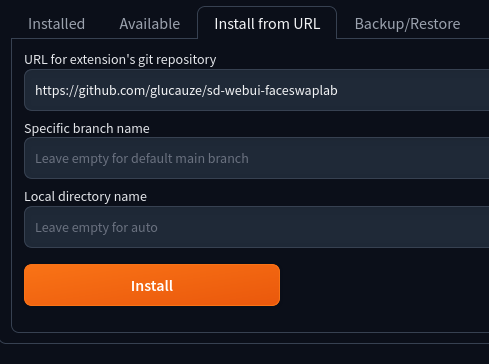 Installed Available Install from URL Backup/Restore
URL for extension's git repository
https://github.com/glucauze/sd-webui-faceswaplab
Specific branch name
Leave empty for default main branch
Local directory name
Leave empty for auto
Install